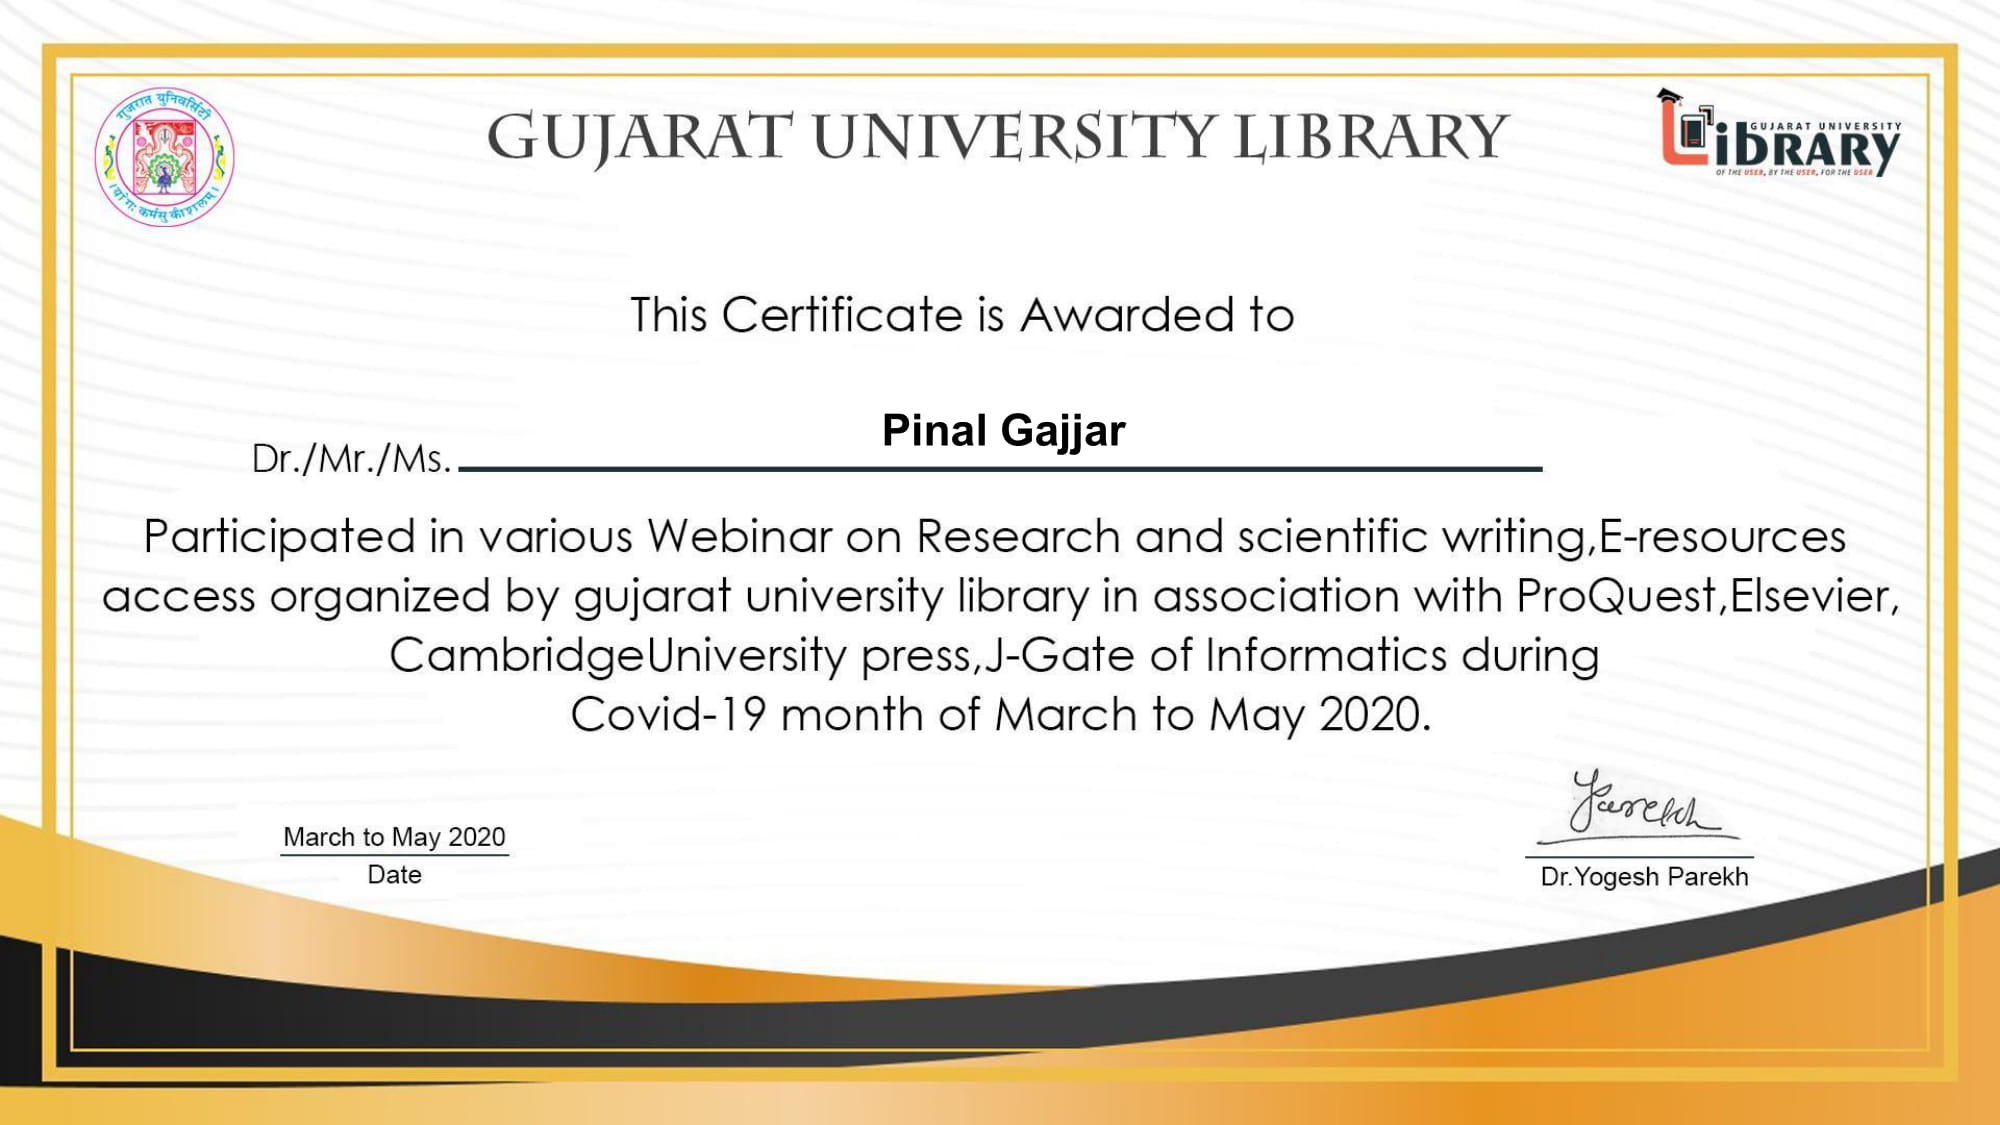 गुजरात युनिवर्सिटी
योगः कर्मसु कौशलम्
GUJARAT UNIVERSITY LIBRARY
GUJARAT UNIVERSITY
LiBRARY
OF THE USER, BY THE USER, FOR THE USER
This Certificate is Awarded to
Pinal Gajjar
Dr./Mr./Ms.
Participated in various Webinar on Research and scientific writing,E-resources
access organized by gujarat university library in association with ProQuest,Elsevier,
CambridgeUniversity press,J-Gate of Informatics during
Covid-19 month of March to May 2020.
March to May 2020
Date
Parekh
Dr.Yogesh Parekh